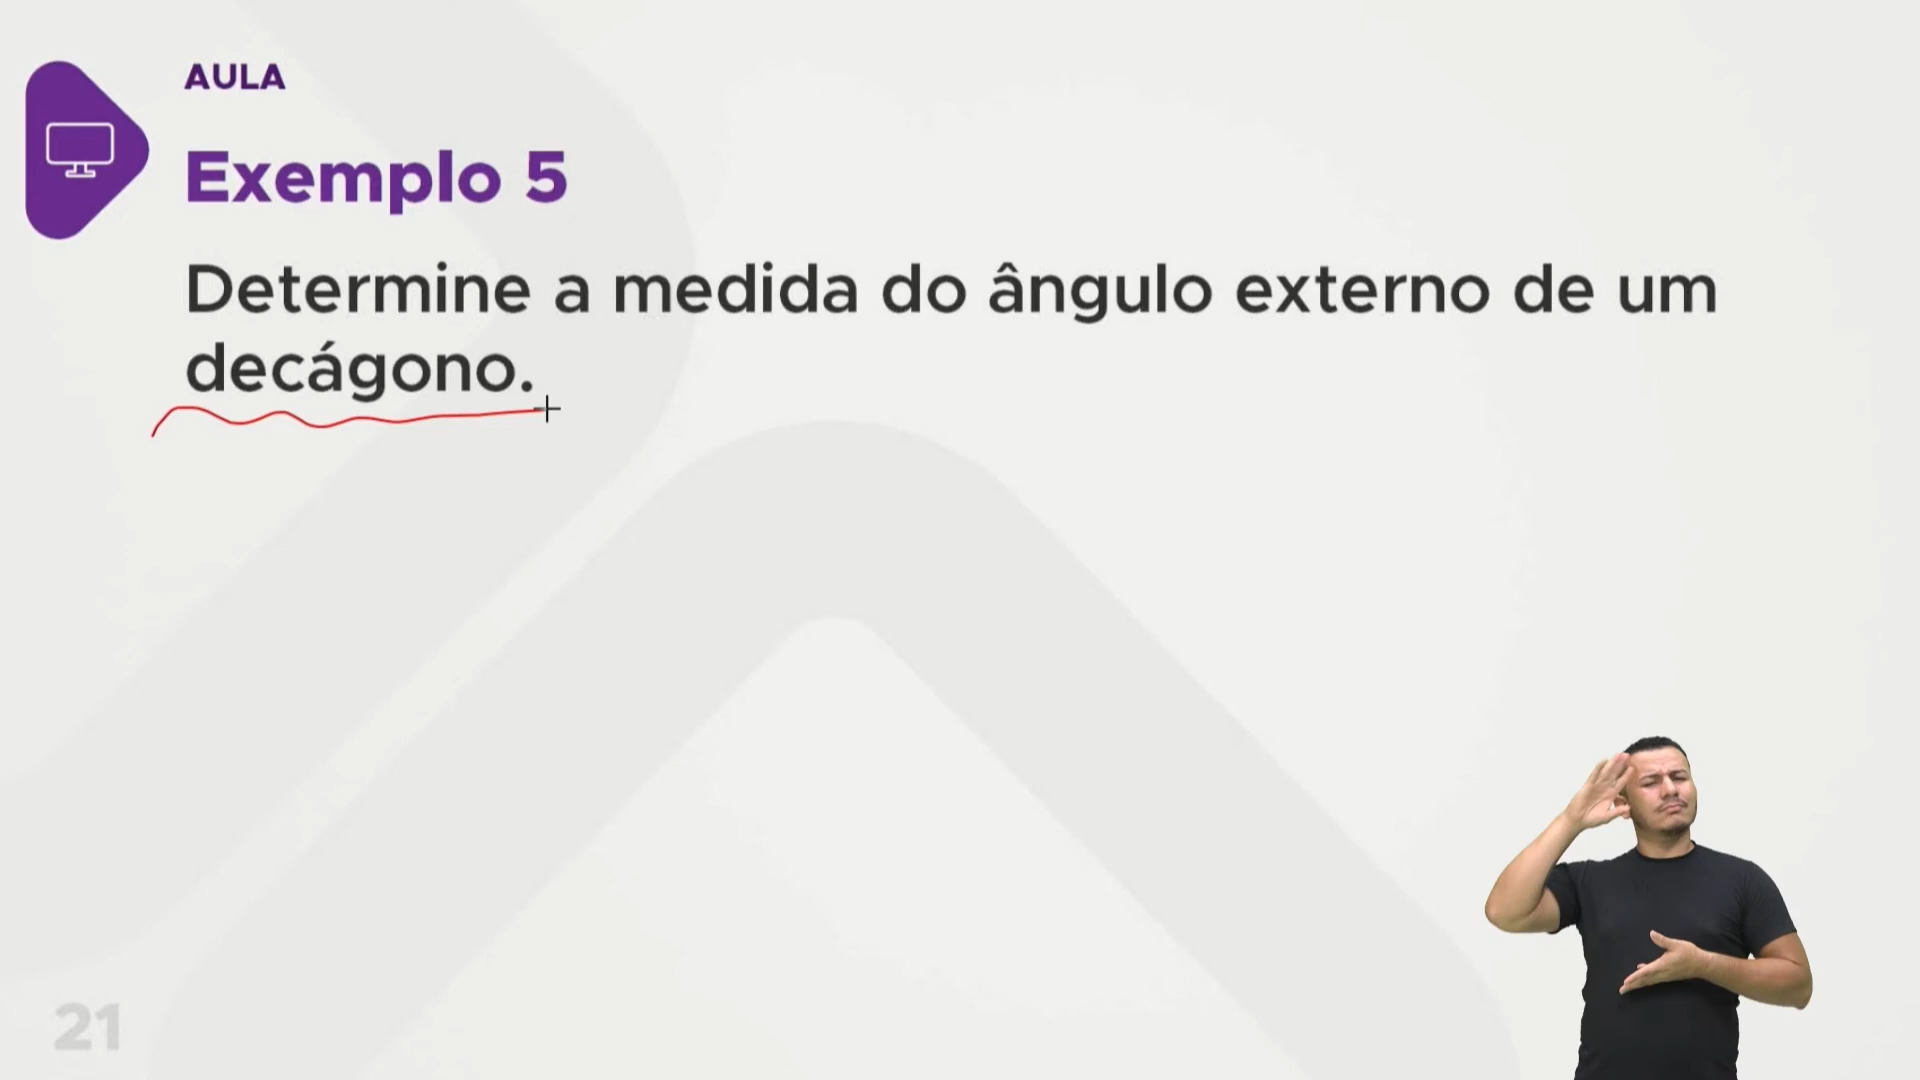 AULA
Exemplo 5
Determine a medida do ângulo externo de um
decágono.
21